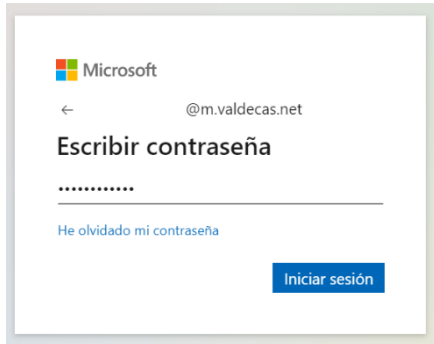 Microsoft
← @m.valdecas.net
Escribir contraseña
............
He olvidado mi contraseña
Iniciar sesión